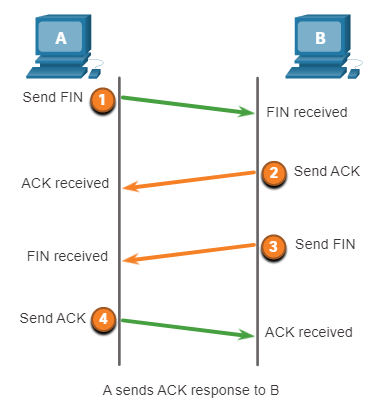 A
B
Send FIN 1
FIN received
2 Send ACK
ACK received
3 Send FIN
FIN received
Send ACK 4
ACK received
A sends ACK response to B